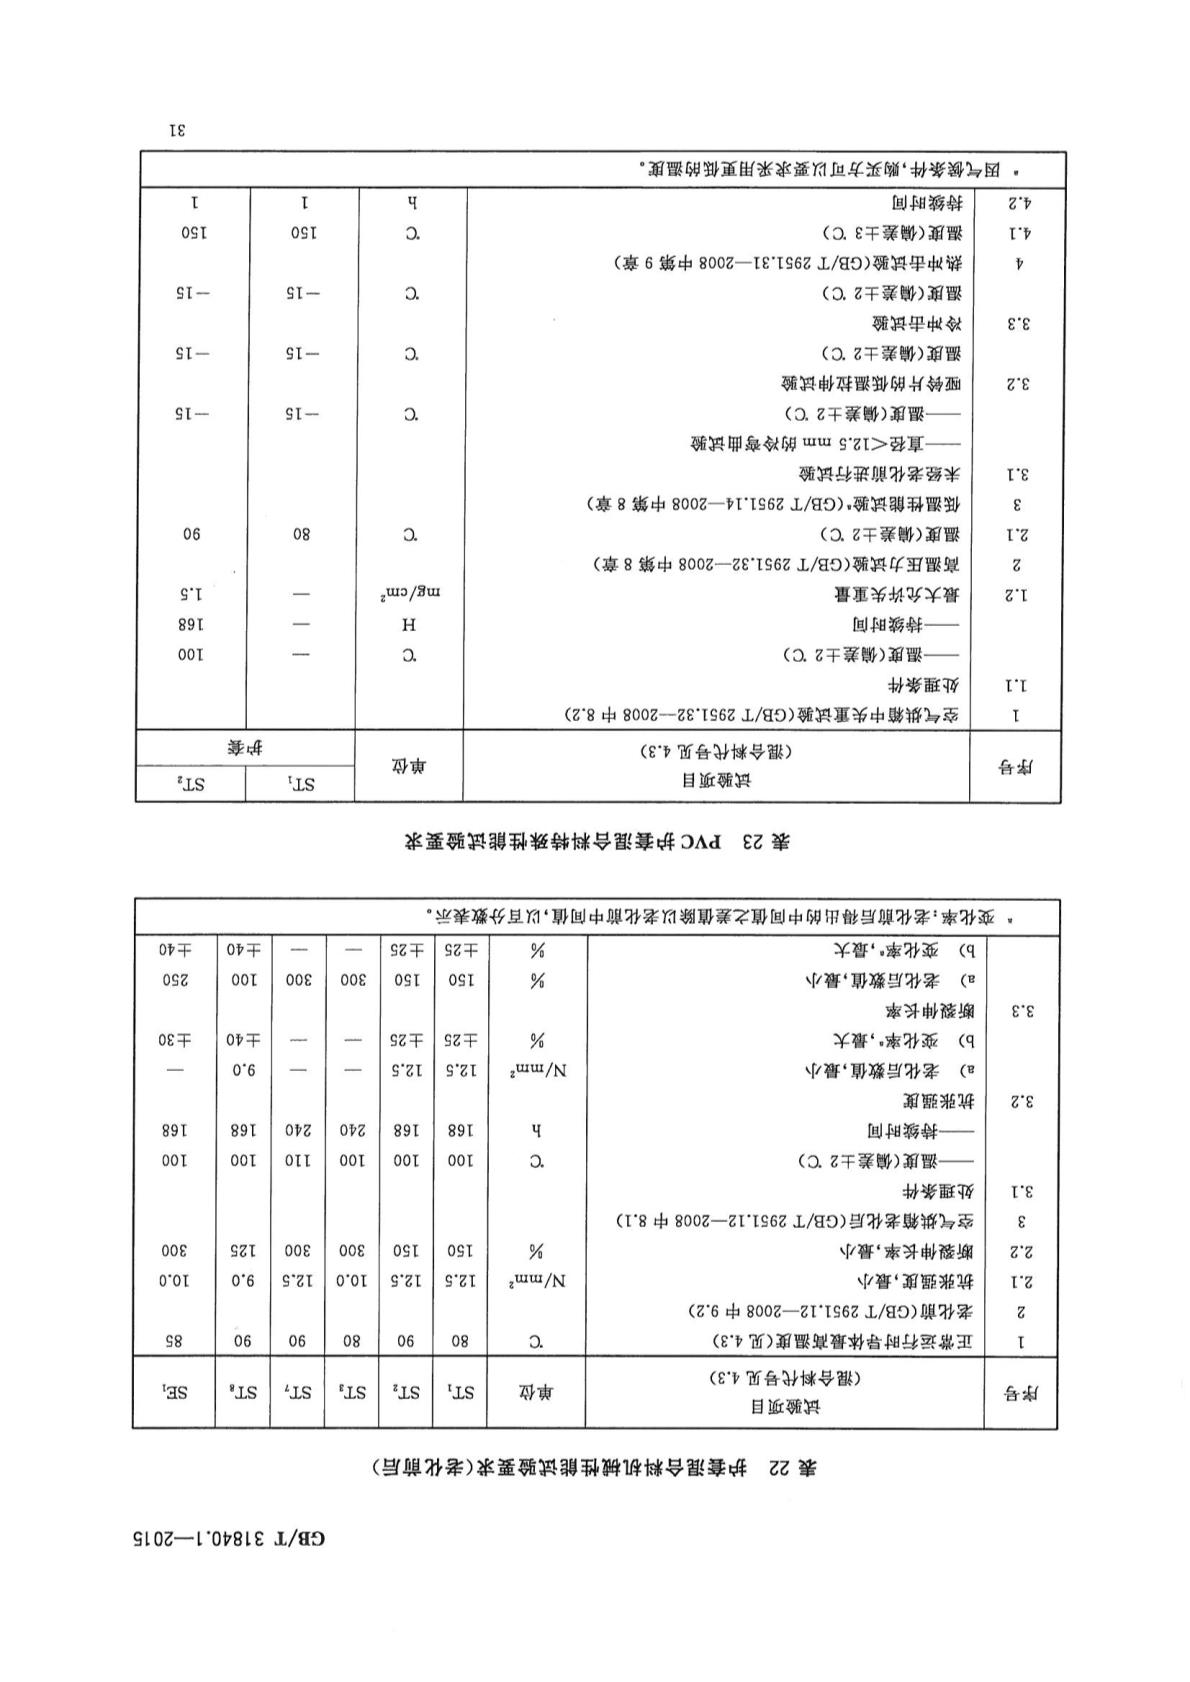 GB/T 31840.1—2015
表 22 护套混合料机械性能试验要求(老化前后)
序号 试验项目 (混合料代号见 4.3) 单位 ST₁ ST₂ ST₃ ST₇ ST₈ SE₁
1 正常运行时导体最高温度(见 4.3) ℃ 80 90 80 90 90 85
2 老化前(GB/T 2951.12—2008 中 9.2)
2.1 抗张强度,最小 N/mm² 12.5 12.5 10.0 12.5 9.0 10.0
2.2 断裂伸长率,最小 % 150 150 300 300 125 300
3 空气烘箱老化后(GB/T 2951.12—2008 中 8.1)
3.1 处理条件
——温度(偏差±2 ℃) ℃ 100 100 100 110 100 100
——持续时间 h 168 168 240 240 168 168
3.2 抗张强度
a) 老化后数值,最小 N/mm² 12.5 12.5 — — 9.0 —
b) 变化率ᵃ,最大 % ±25 ±25 — — ±40 ±30
3.3 断裂伸长率
a) 老化后数值,最小 % 150 150 300 300 100 250
b) 变化率ᵃ,最大 % ±25 ±25 — — ±40 ±40
ᵃ 变化率:老化前后得出的中间值之差值除以老化前中间值,以百分数表示。
表 23 PVC 护套混合料特殊性能试验要求
序号 试验项目 (混合料代号见 4.3) 单位 ST₁ ST₂
护套
1 空气烘箱中失重试验(GB/T 2951.32—2008 中 8.2)
1.1 处理条件
——温度(偏差±2 ℃) ℃ — 100
——持续时间 H — 168
1.2 最大允许失重量 mg/cm² — 1.5
2 高温压力试验(GB/T 2951.32—2008 中第 8 章)
2.1 温度(偏差±2 ℃) ℃ 80 90
3 低温性能试验ᵃ(GB/T 2951.14—2008 中第 8 章)
3.1 未经老化前进行试验
——直径<12.5 mm 的冷弯曲试验
——温度(偏差±2 ℃) ℃ —15 —15
3.2 哑铃片的低温拉伸试验
温度(偏差±2 ℃) ℃ —15 —15
3.3 冷冲击试验
温度(偏差±2 ℃) ℃ —15 —15
4 热冲击试验(GB/T 2951.31—2008 中第 9 章)
4.1 温度(偏差±3 ℃) ℃ 150 150
4.2 持续时间 h 1 1
ᵃ 因气候条件,购买方可以要求采用更低的温度。
31